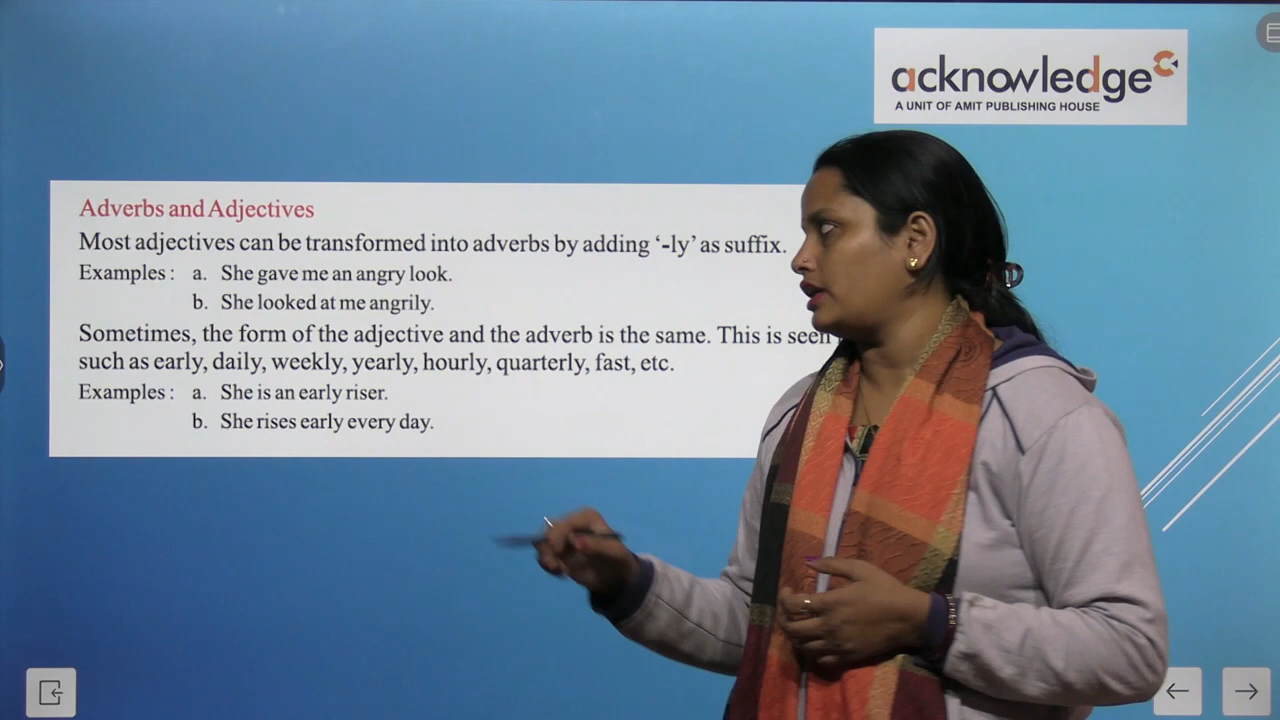 acknowledge
A UNIT OF AMIT PUBLISHING HOUSE
Adverbs and Adjectives
Most adjectives can be transformed into adverbs by adding ‘-ly’ as suffix.
Examples : a. She gave me an angry look.
b. She looked at me angrily.
Sometimes, the form of the adjective and the adverb is the same. This is seen
such as early, daily, weekly, yearly, hourly, quarterly, fast, etc.
Examples : a. She is an early riser.
b. She rises early every day.